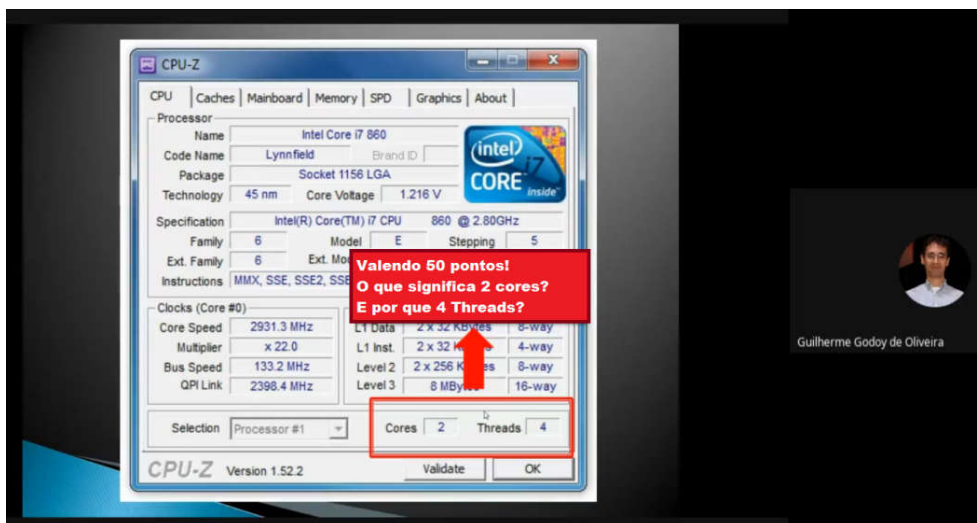 CPU-Z
CPU Caches Mainboard Memory SPD Graphics About
Processor
Name Intel Core i7 860
Code Name Lynnfield Brand ID
Package Socket 1156 LGA
Technology 45 nm Core Voltage 1.216 V
(intel)
i7
CORE
inside™
Specification Intel(R) Core(TM) i7 CPU 860 @ 2.80GHz
Family 6 Model E Stepping 5
Ext. Family 6 Ext.
Instructions MMX, SSE, SSE2,
Valendo 50 pontos!
O que significa 2 cores?
E por que 4 Threads?
Clocks (Core #0)
Core Speed 2931.3 MHz
Multiplier x 22.0
Bus Speed 133.2 MHz
QPI Link 2398.4 MHz
L1 Data 2 x 32 KBytes 8-way
L1 Inst. 2 x 32 4-way
Level 2 2 x 256 8-way
Level 3 8 16-way
Selection Processor #1 Cores 2 Threads 4
CPU-Z Version 1.52.2 Validate OK
Guilherme Godoy de Oliveira